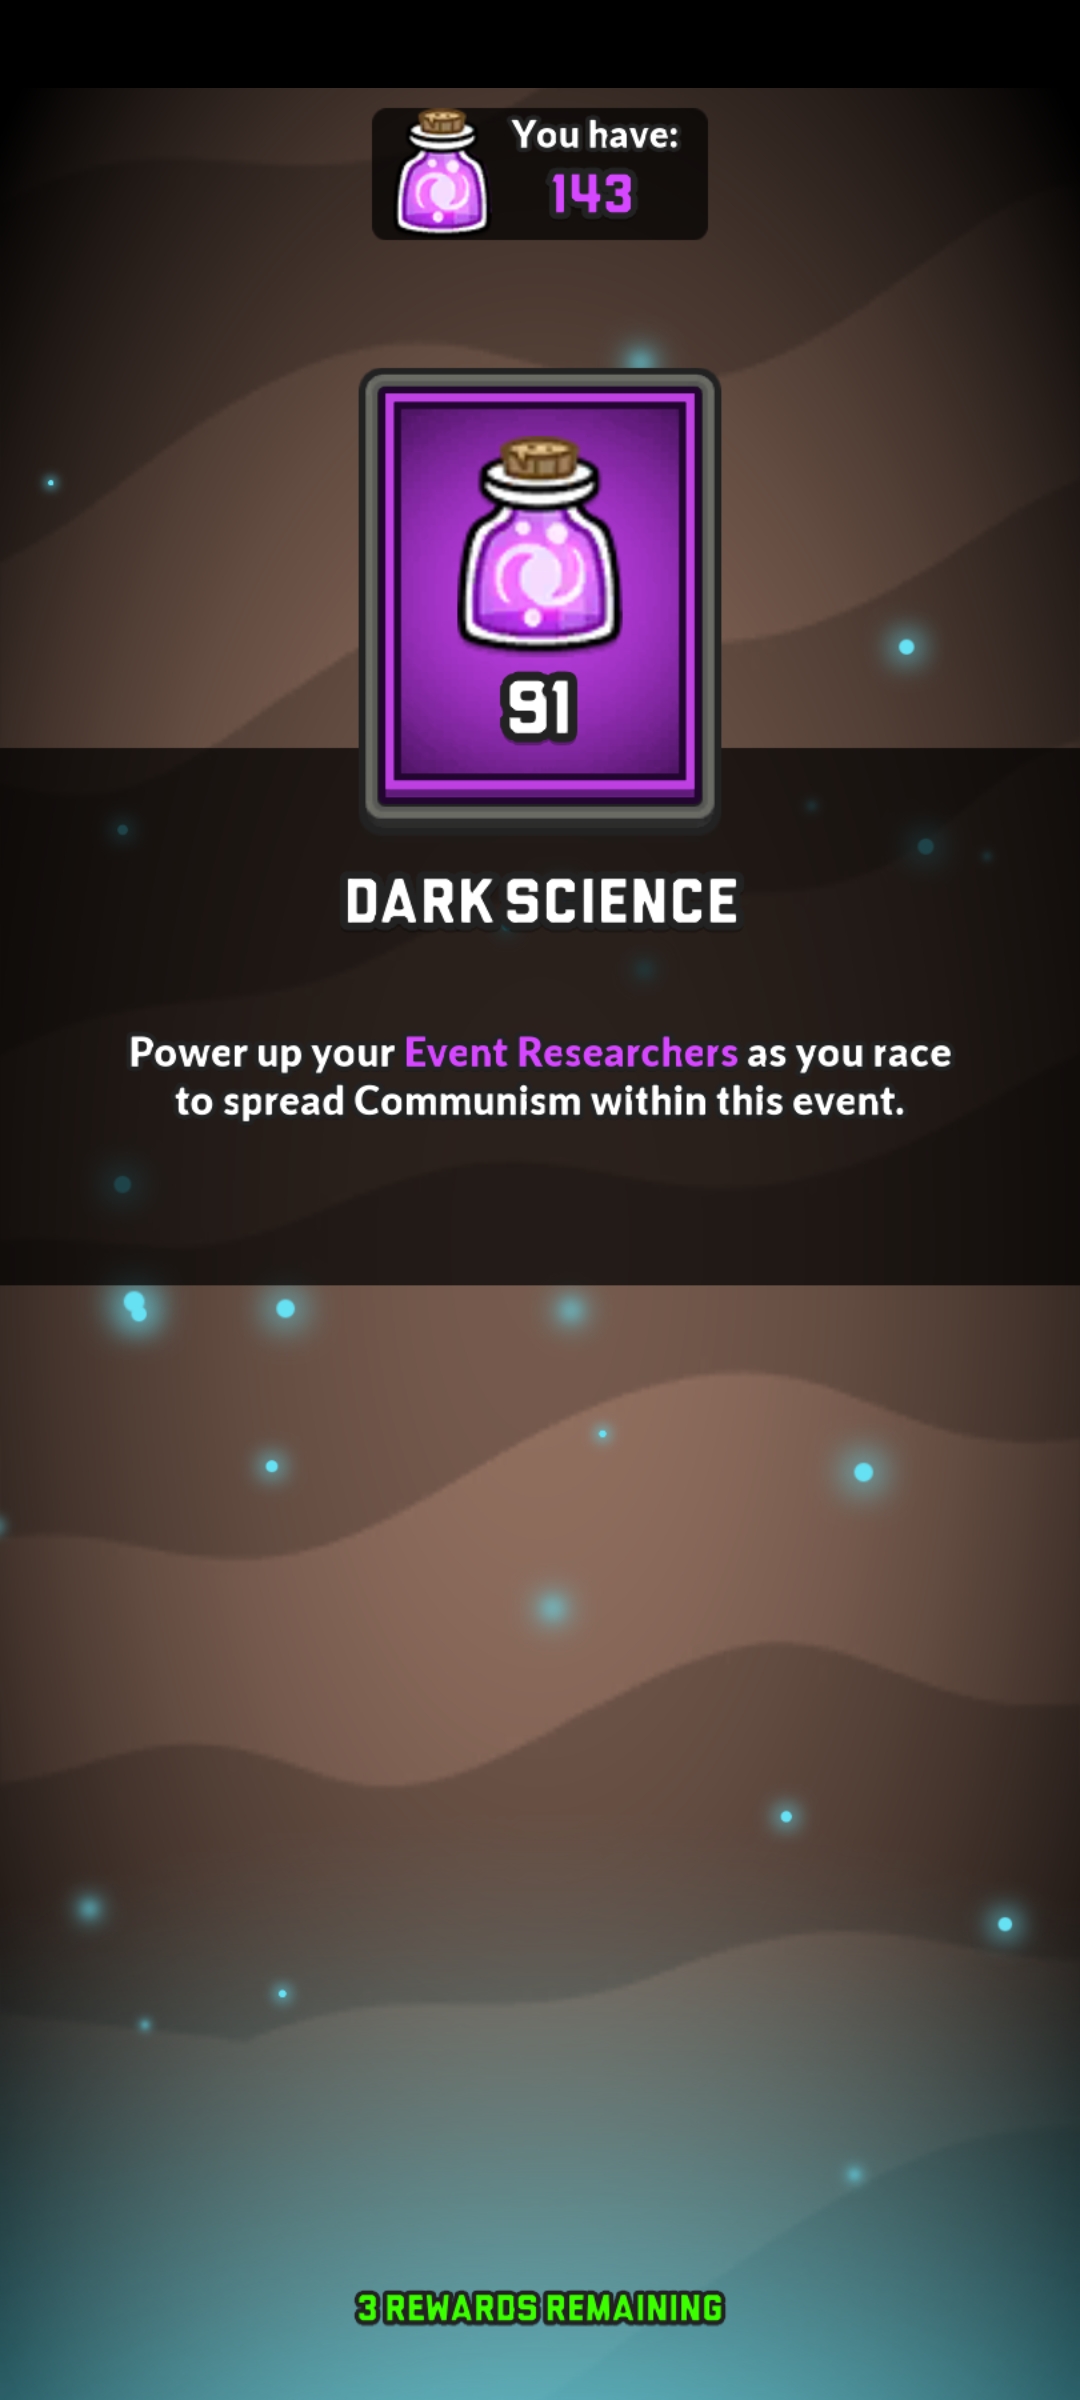 You have:
143
91
DARK SCIENCE
Power up your Event Researchers as you race
to spread Communism within this event.
3 REWARDS REMAINING